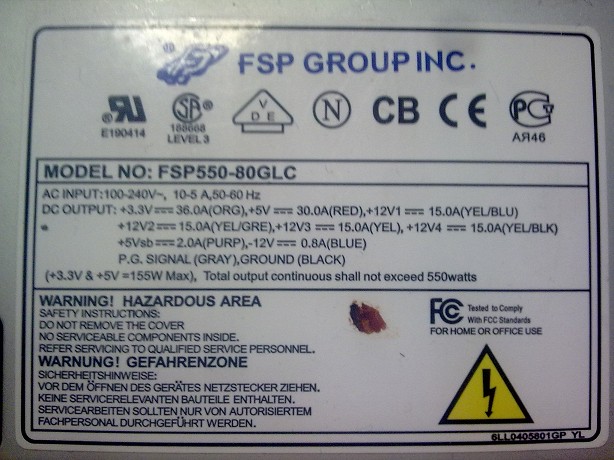 FSP GROUP INC.
E190414
188668
LEVEL 3
V
D E
N
CB
CE
АЯ46
MODEL NO: FSP550-80GLC
AC INPUT:100-240V~, 10-5 A,50-60 Hz
DC OUTPUT: +3.3V⎓36.0A(ORG),+5V⎓30.0A(RED),+12V1⎓15.0A(YEL/BLU)
+12V2⎓15.0A(YEL/GRE),+12V3⎓15.0A(YEL), +12V4⎓15.0A(YEL/BLK)
+5Vsb⎓2.0A(PURP),-12V⎓0.8A(BLUE)
P.G. SIGNAL (GRAY),GROUND (BLACK)
(+3.3V & +5V =155W Max), Total output continuous shall not exceed 550watts
WARNING! HAZARDOUS AREA
SAFETY INSTRUCTIONS:
DO NOT REMOVE THE COVER
NO SERVICEABLE COMPONENTS INSIDE.
REFER SERVICING TO QUALIFIED SERVICE PERSONNEL.
WARNUNG! GEFAHRENZONE
SICHERHEITSHINWEISE:
VOR DEM ÖFFNEN DES GERÄTES NETZSTECKER ZIEHEN.
KEINE SERVICERELEVANTEN BAUTEILE ENTHALTEN.
SERVICEARBEITEN SOLLTEN NUR VON AUTORISIERTEM
FACHPERSONAL DURCHGEFÜHRT WERDEN.
FC Tested to Comply
With FCC Standards
FOR HOME OR OFFICE USE
6LL0405801GP YL